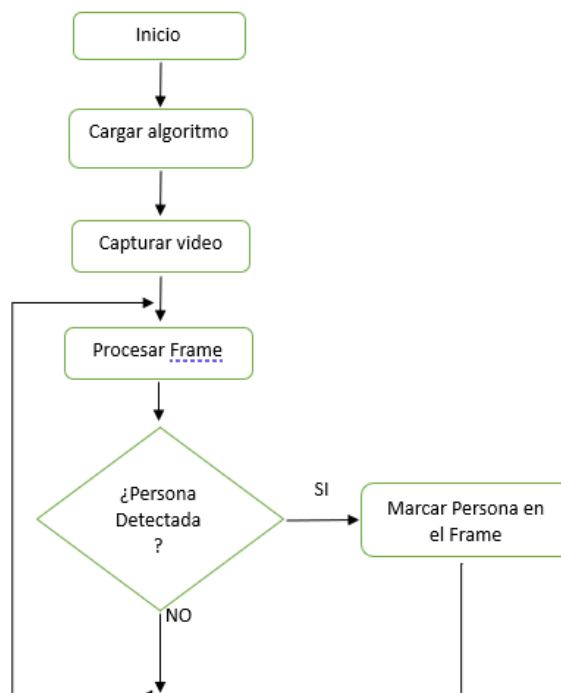 Inicio
Cargar algoritmo
Capturar video
Procesar Frame
¿Persona
Detectada
?
SI
Marcar Persona en
el Frame
NO